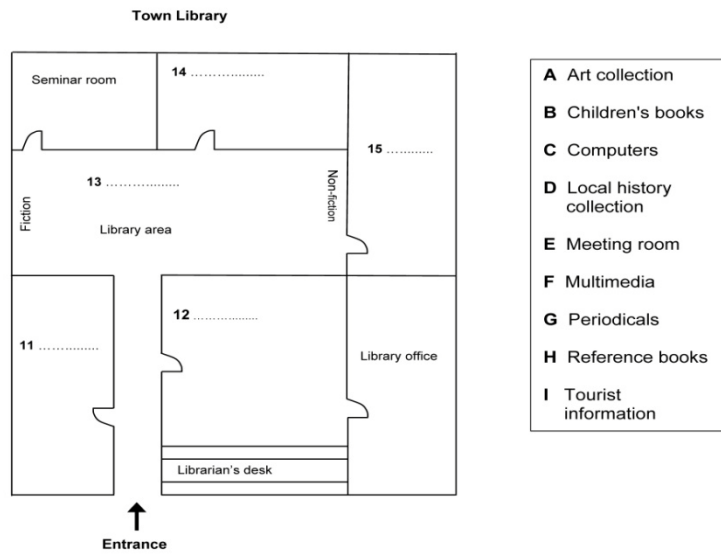 Town Library
Seminar room
14 ...................
15 ..............
13 ...................
Fiction
Non-fiction
Library area
12 ...................
11 .................
Library office
Librarian's desk
Entrance
A Art collection
B Children's books
C Computers
D Local history
collection
E Meeting room
F Multimedia
G Periodicals
H Reference books
I Tourist
information